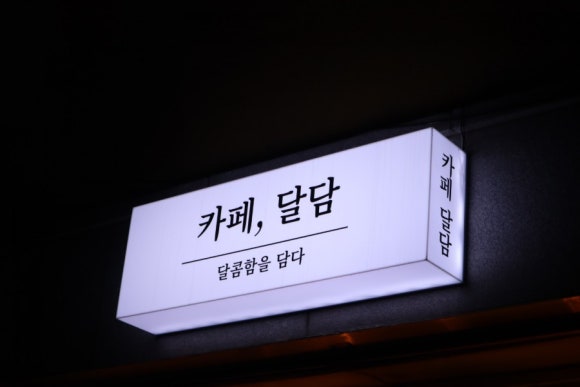 카페, 달담
달콤함을 담다
카페 달담